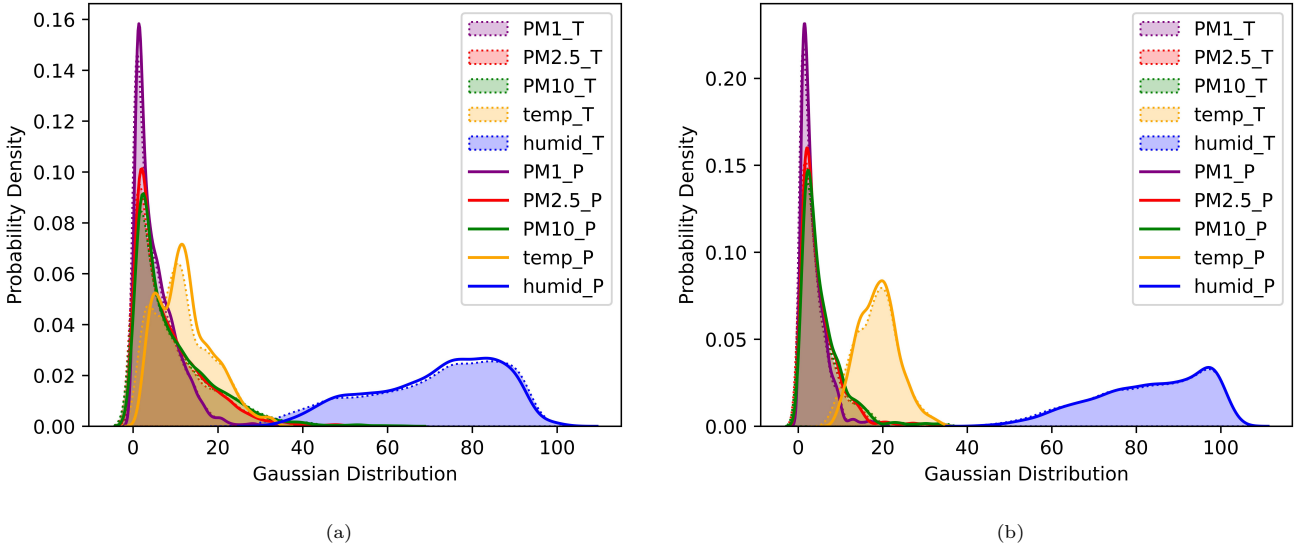 0.16
0.14
0.12
0.10
0.08
0.06
0.04
0.02
0.00
Probability Density
0 20 40 60 80 100
Gaussian Distribution
PM1_T
PM2.5_T
PM10_T
temp_T
humid_T
PM1_P
PM2.5_P
PM10_P
temp_P
humid_P
(a)
0.20
0.15
0.10
0.05
0.00
Probability Density
0 20 40 60 80 100
Gaussian Distribution
PM1_T
PM2.5_T
PM10_T
temp_T
humid_T
PM1_P
PM2.5_P
PM10_P
temp_P
humid_P
(b)